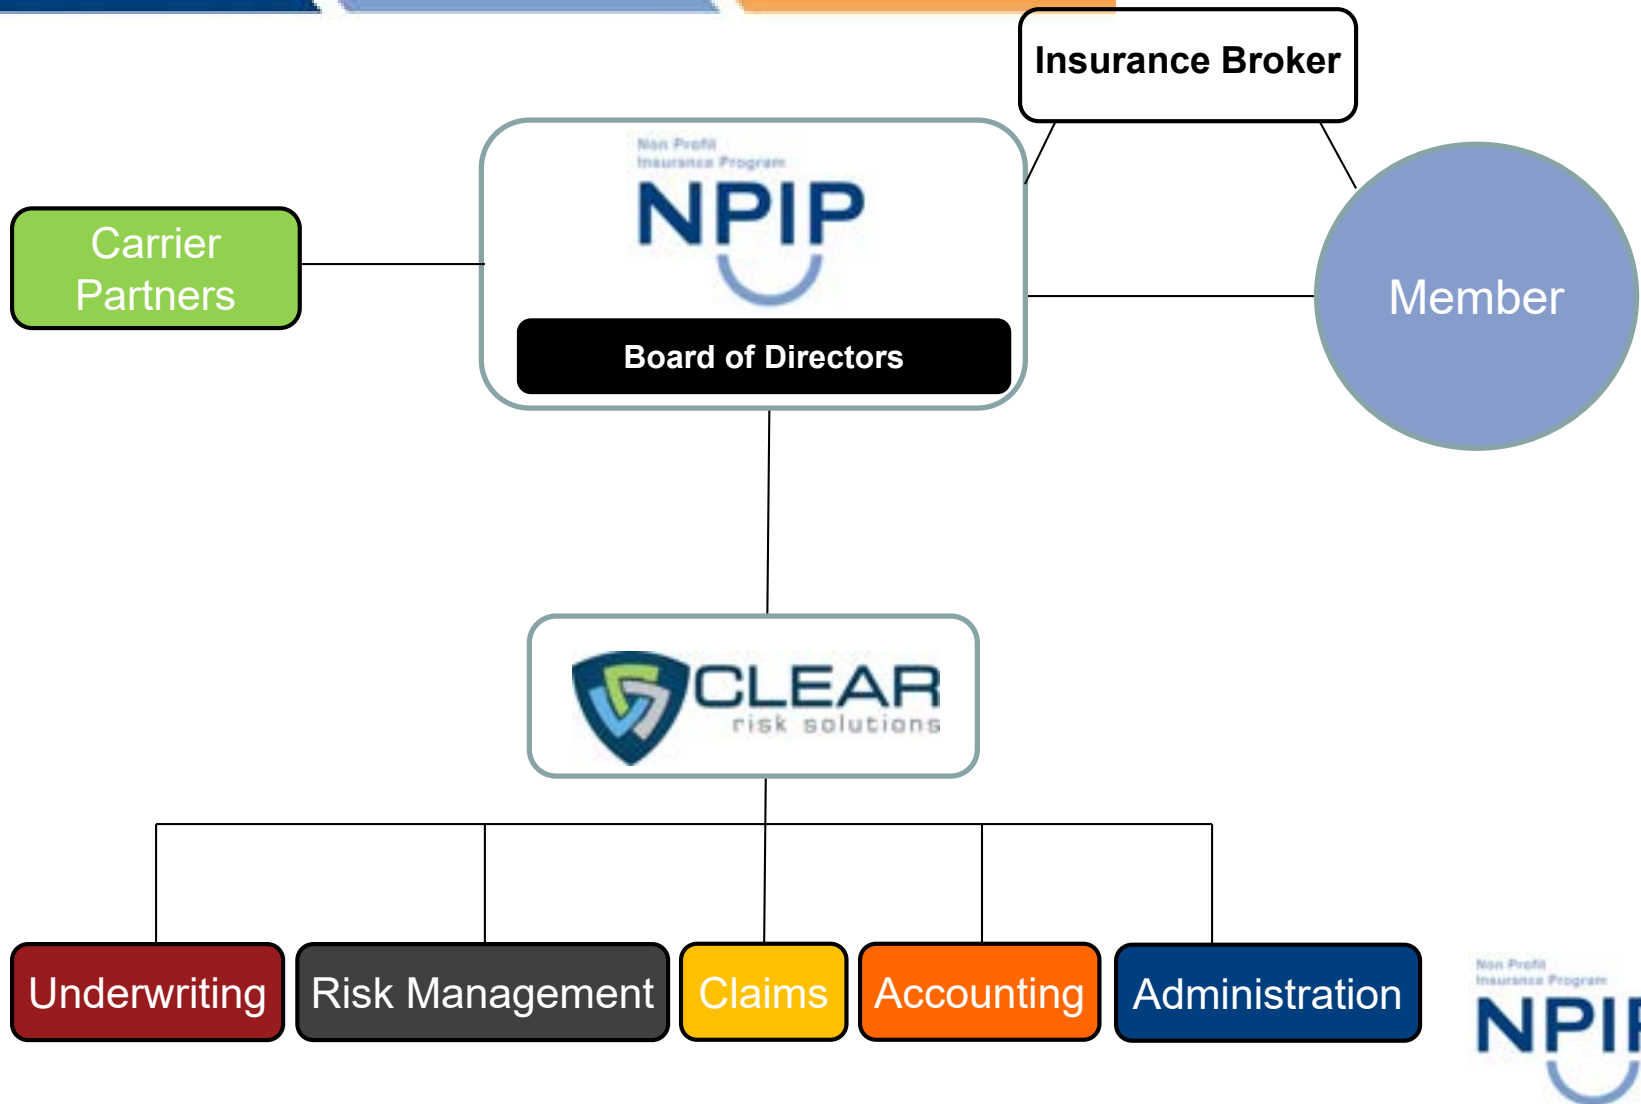 Insurance Broker
Non Profit
Insurance Program
NPIP
Board of Directors
Carrier
Partners
Member
CLEAR
risk solutions
Underwriting
Risk Management
Claims
Accounting
Administration
Non Profit
Insurance Program
NPIP